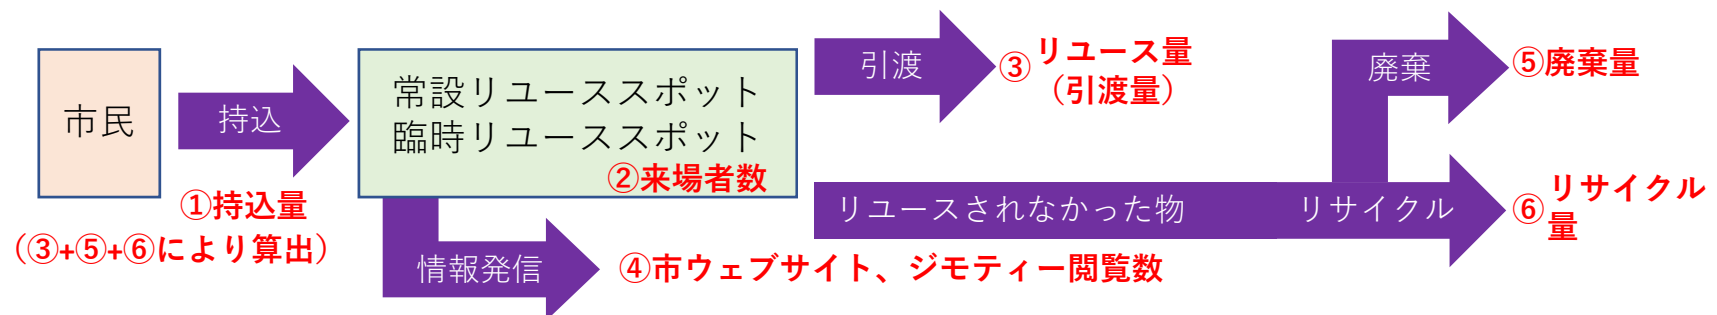 市民
持込
①持込量
(③+⑤+⑥により算出)
常設リユーススポット
臨時リユーススポット
②来場者数
引渡
③リユース量
(引渡量)
廃棄
⑤廃棄量
リユースされなかった物
リサイクル
⑥リサイクル
量
情報発信
④市ウェブサイト、ジモティー閲覧数